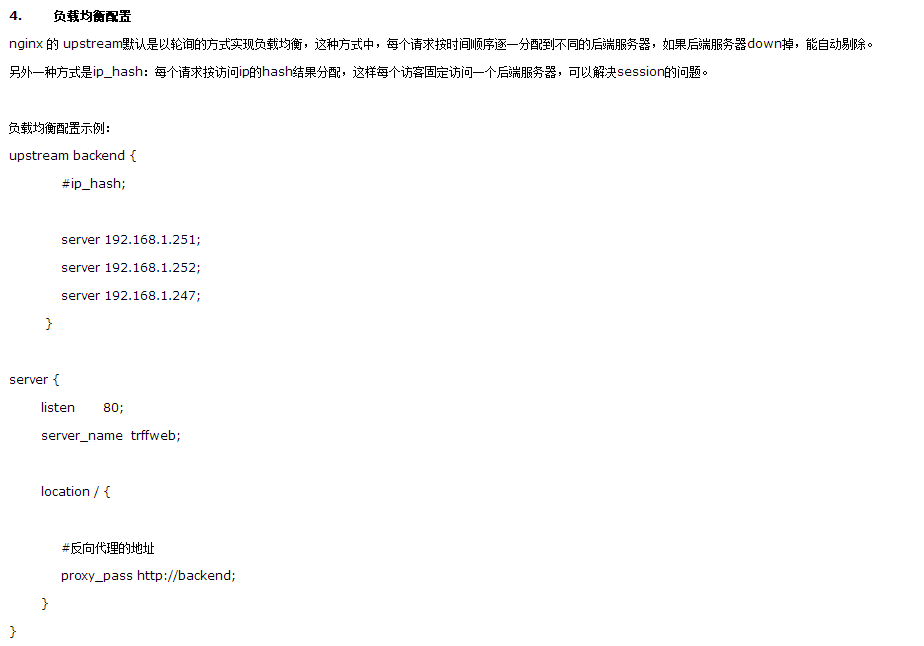 4. 负载均衡配置
nginx 的 upstream默认是以轮询的方式实现负载均衡，这种方式中，每个请求按时间顺序逐一分配到不同的后端服务器，如果后端服务器down掉，能自动剔除。
另外一种方式是ip_hash：每个请求按访问ip的hash结果分配，这样每个访客固定访问一个后端服务器，可以解决session的问题。
负载均衡配置示例：
upstream backend {
#ip_hash;
server 192.168.1.251;
server 192.168.1.252;
server 192.168.1.247;
}
server {
listen 80;
server_name trffweb;
location / {
#反向代理的地址
proxy_pass http://backend;
}
}